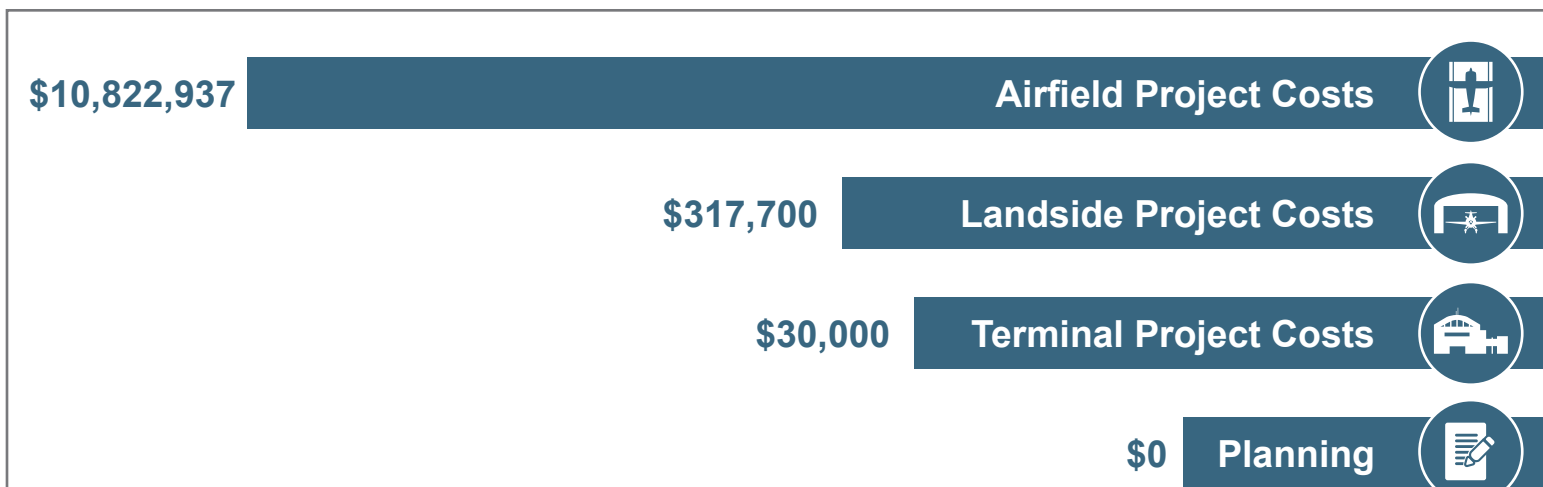 $10,822,937 Airfield Project Costs
$317,700 Landside Project Costs
$30,000 Terminal Project Costs
$0 Planning